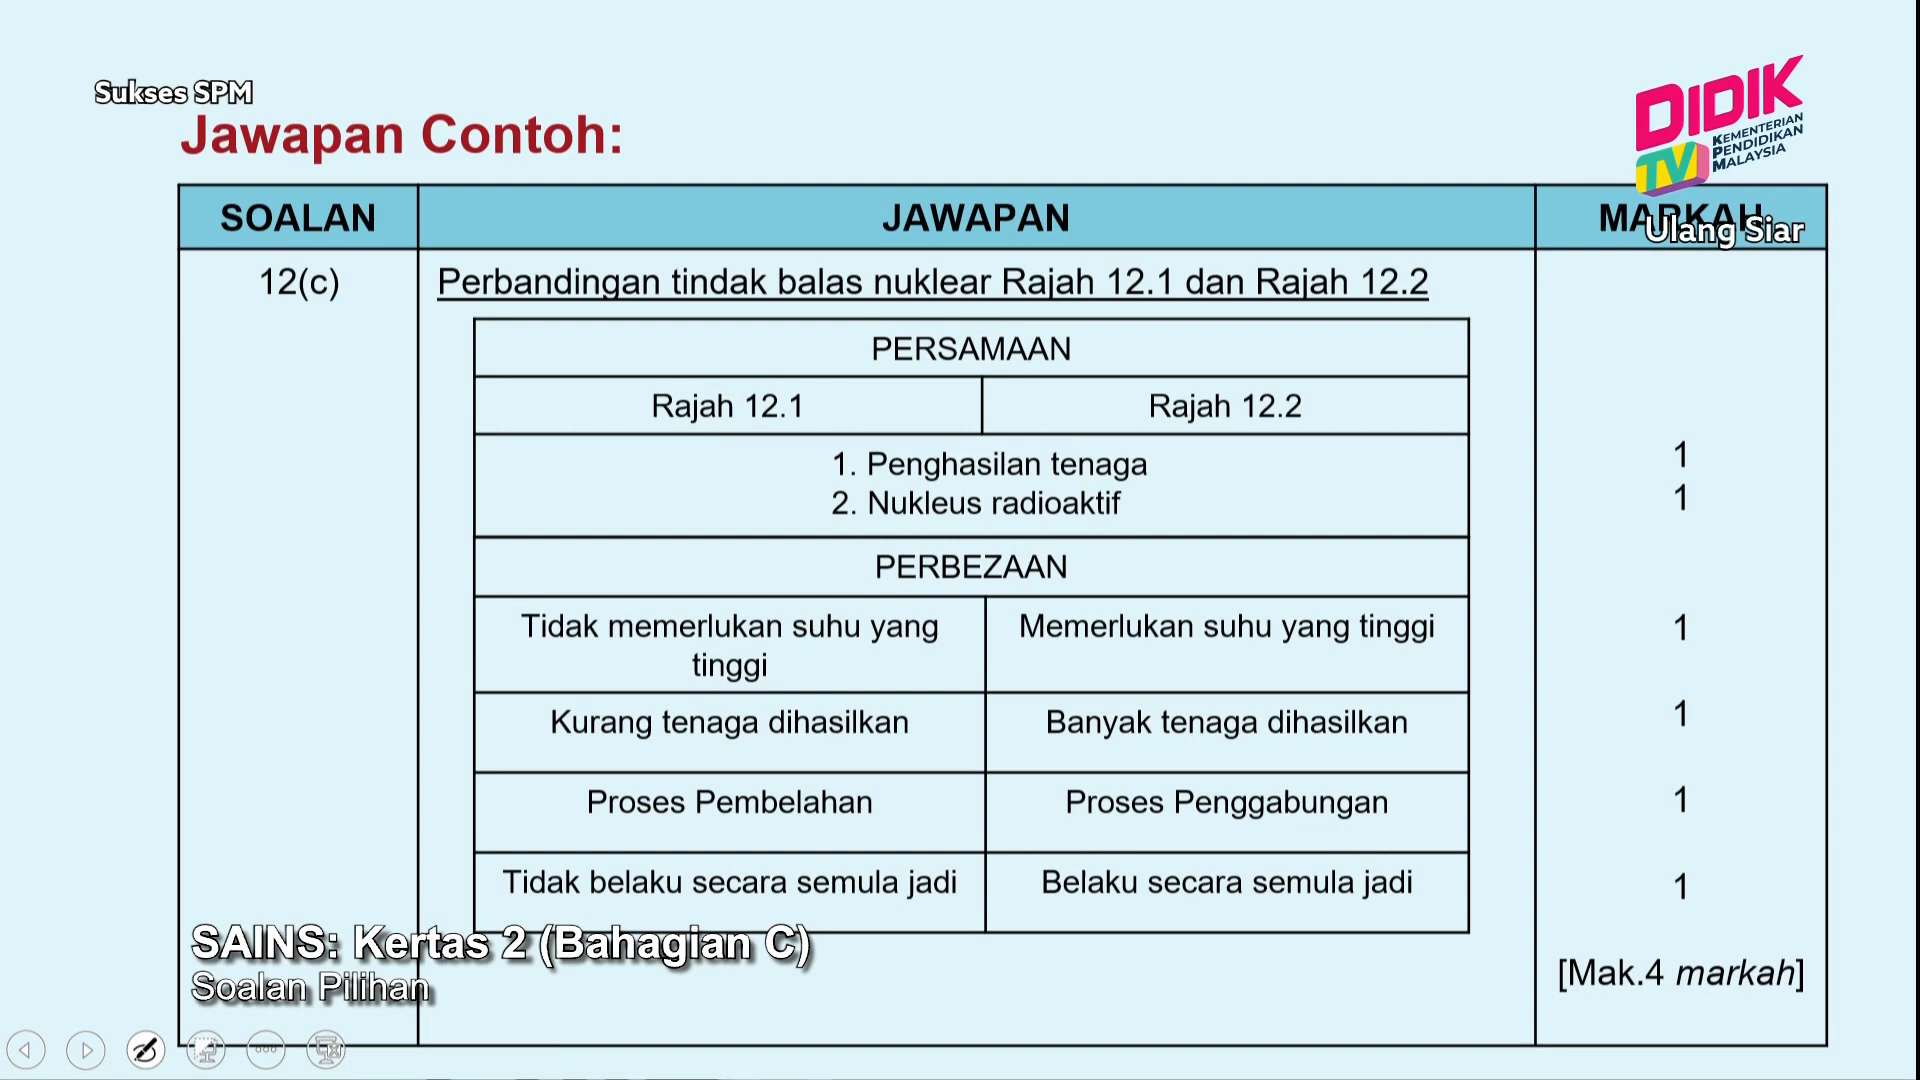 Sukses SPM
Jawapan Contoh:
DIDIK
TV
KEMENTERIAN
PENDIDIKAN
MALAYSIA
SOALAN
JAWAPAN
MARKAH
Ulang Siar
12(c)
Perbandingan tindak balas nuklear Rajah 12.1 dan Rajah 12.2
PERSAMAAN
Rajah 12.1
Rajah 12.2
1. Penghasilan tenaga
1
2. Nukleus radioaktif
1
PERBEZAAN
Tidak memerlukan suhu yang
tinggi
Memerlukan suhu yang tinggi
1
Kurang tenaga dihasilkan
Banyak tenaga dihasilkan
1
Proses Pembelahan
Proses Penggabungan
1
Tidak belaku secara semula jadi
Belaku secara semula jadi
1
SAINS: Kertas 2 (Bahagian C)
Soalan Pilihan
[Mak.4 markah]